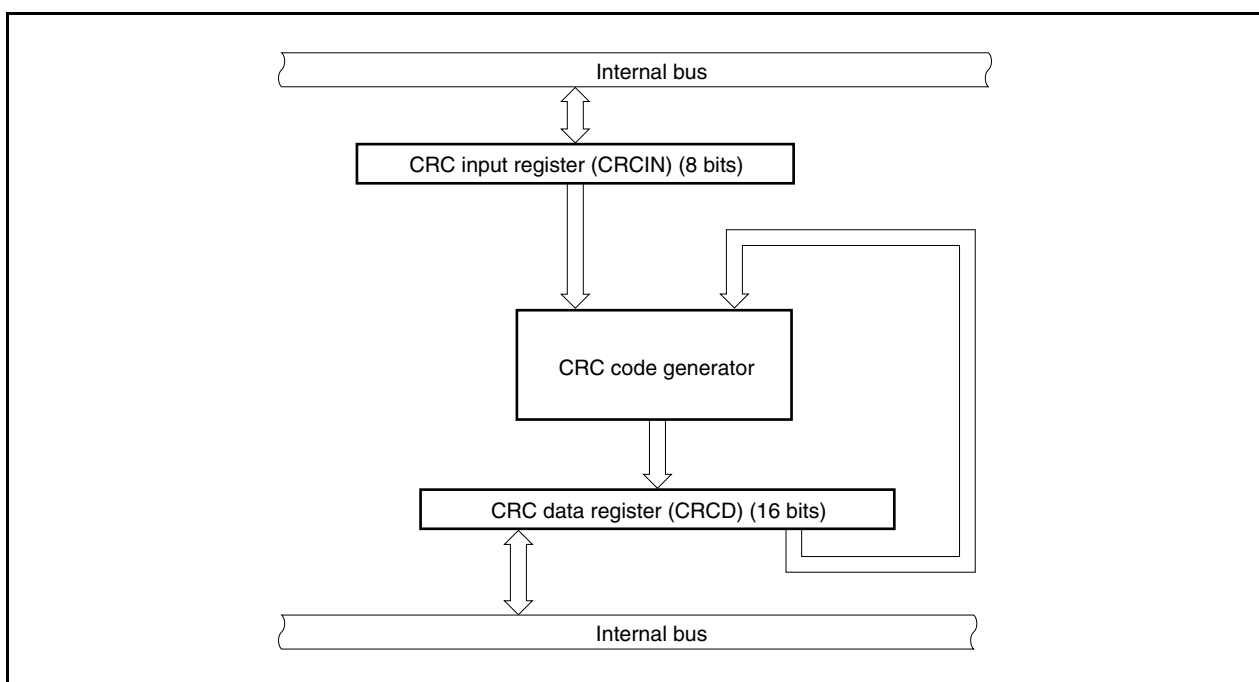 Internal bus
CRC input register (CRCIN) (8 bits)
CRC code generator
CRC data register (CRCD) (16 bits)
Internal bus